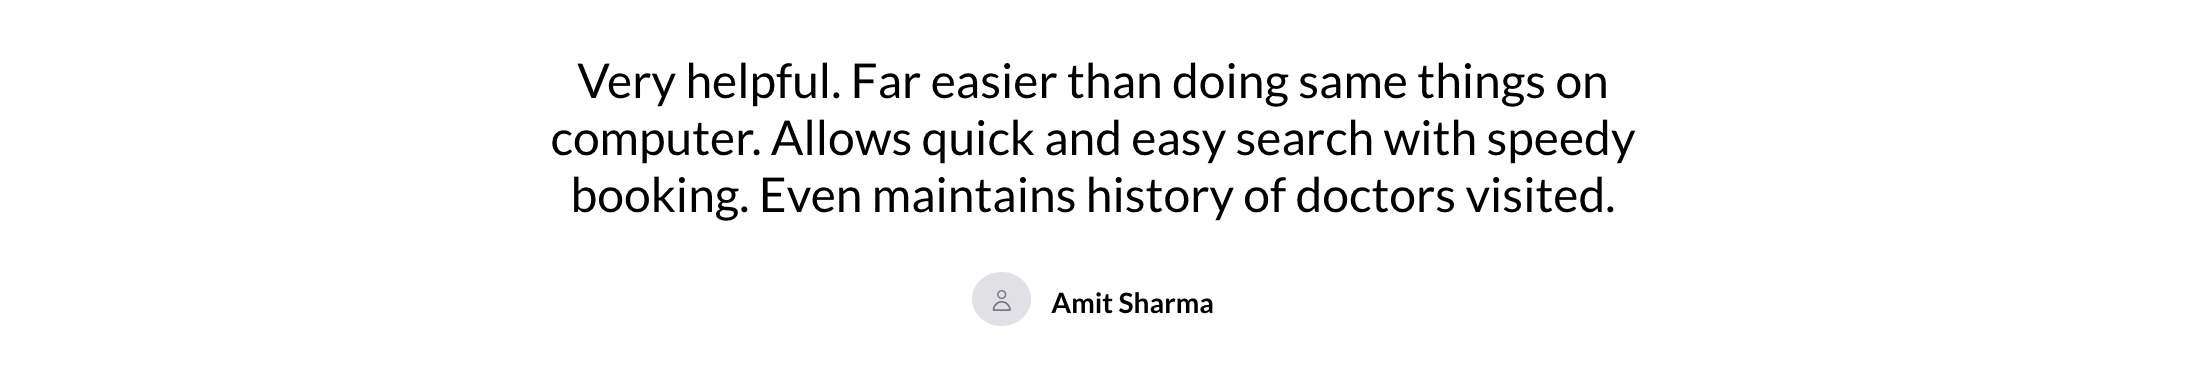 Very helpful. Far easier than doing same things on
computer. Allows quick and easy search with speedy
booking. Even maintains history of doctors visited.
Amit Sharma